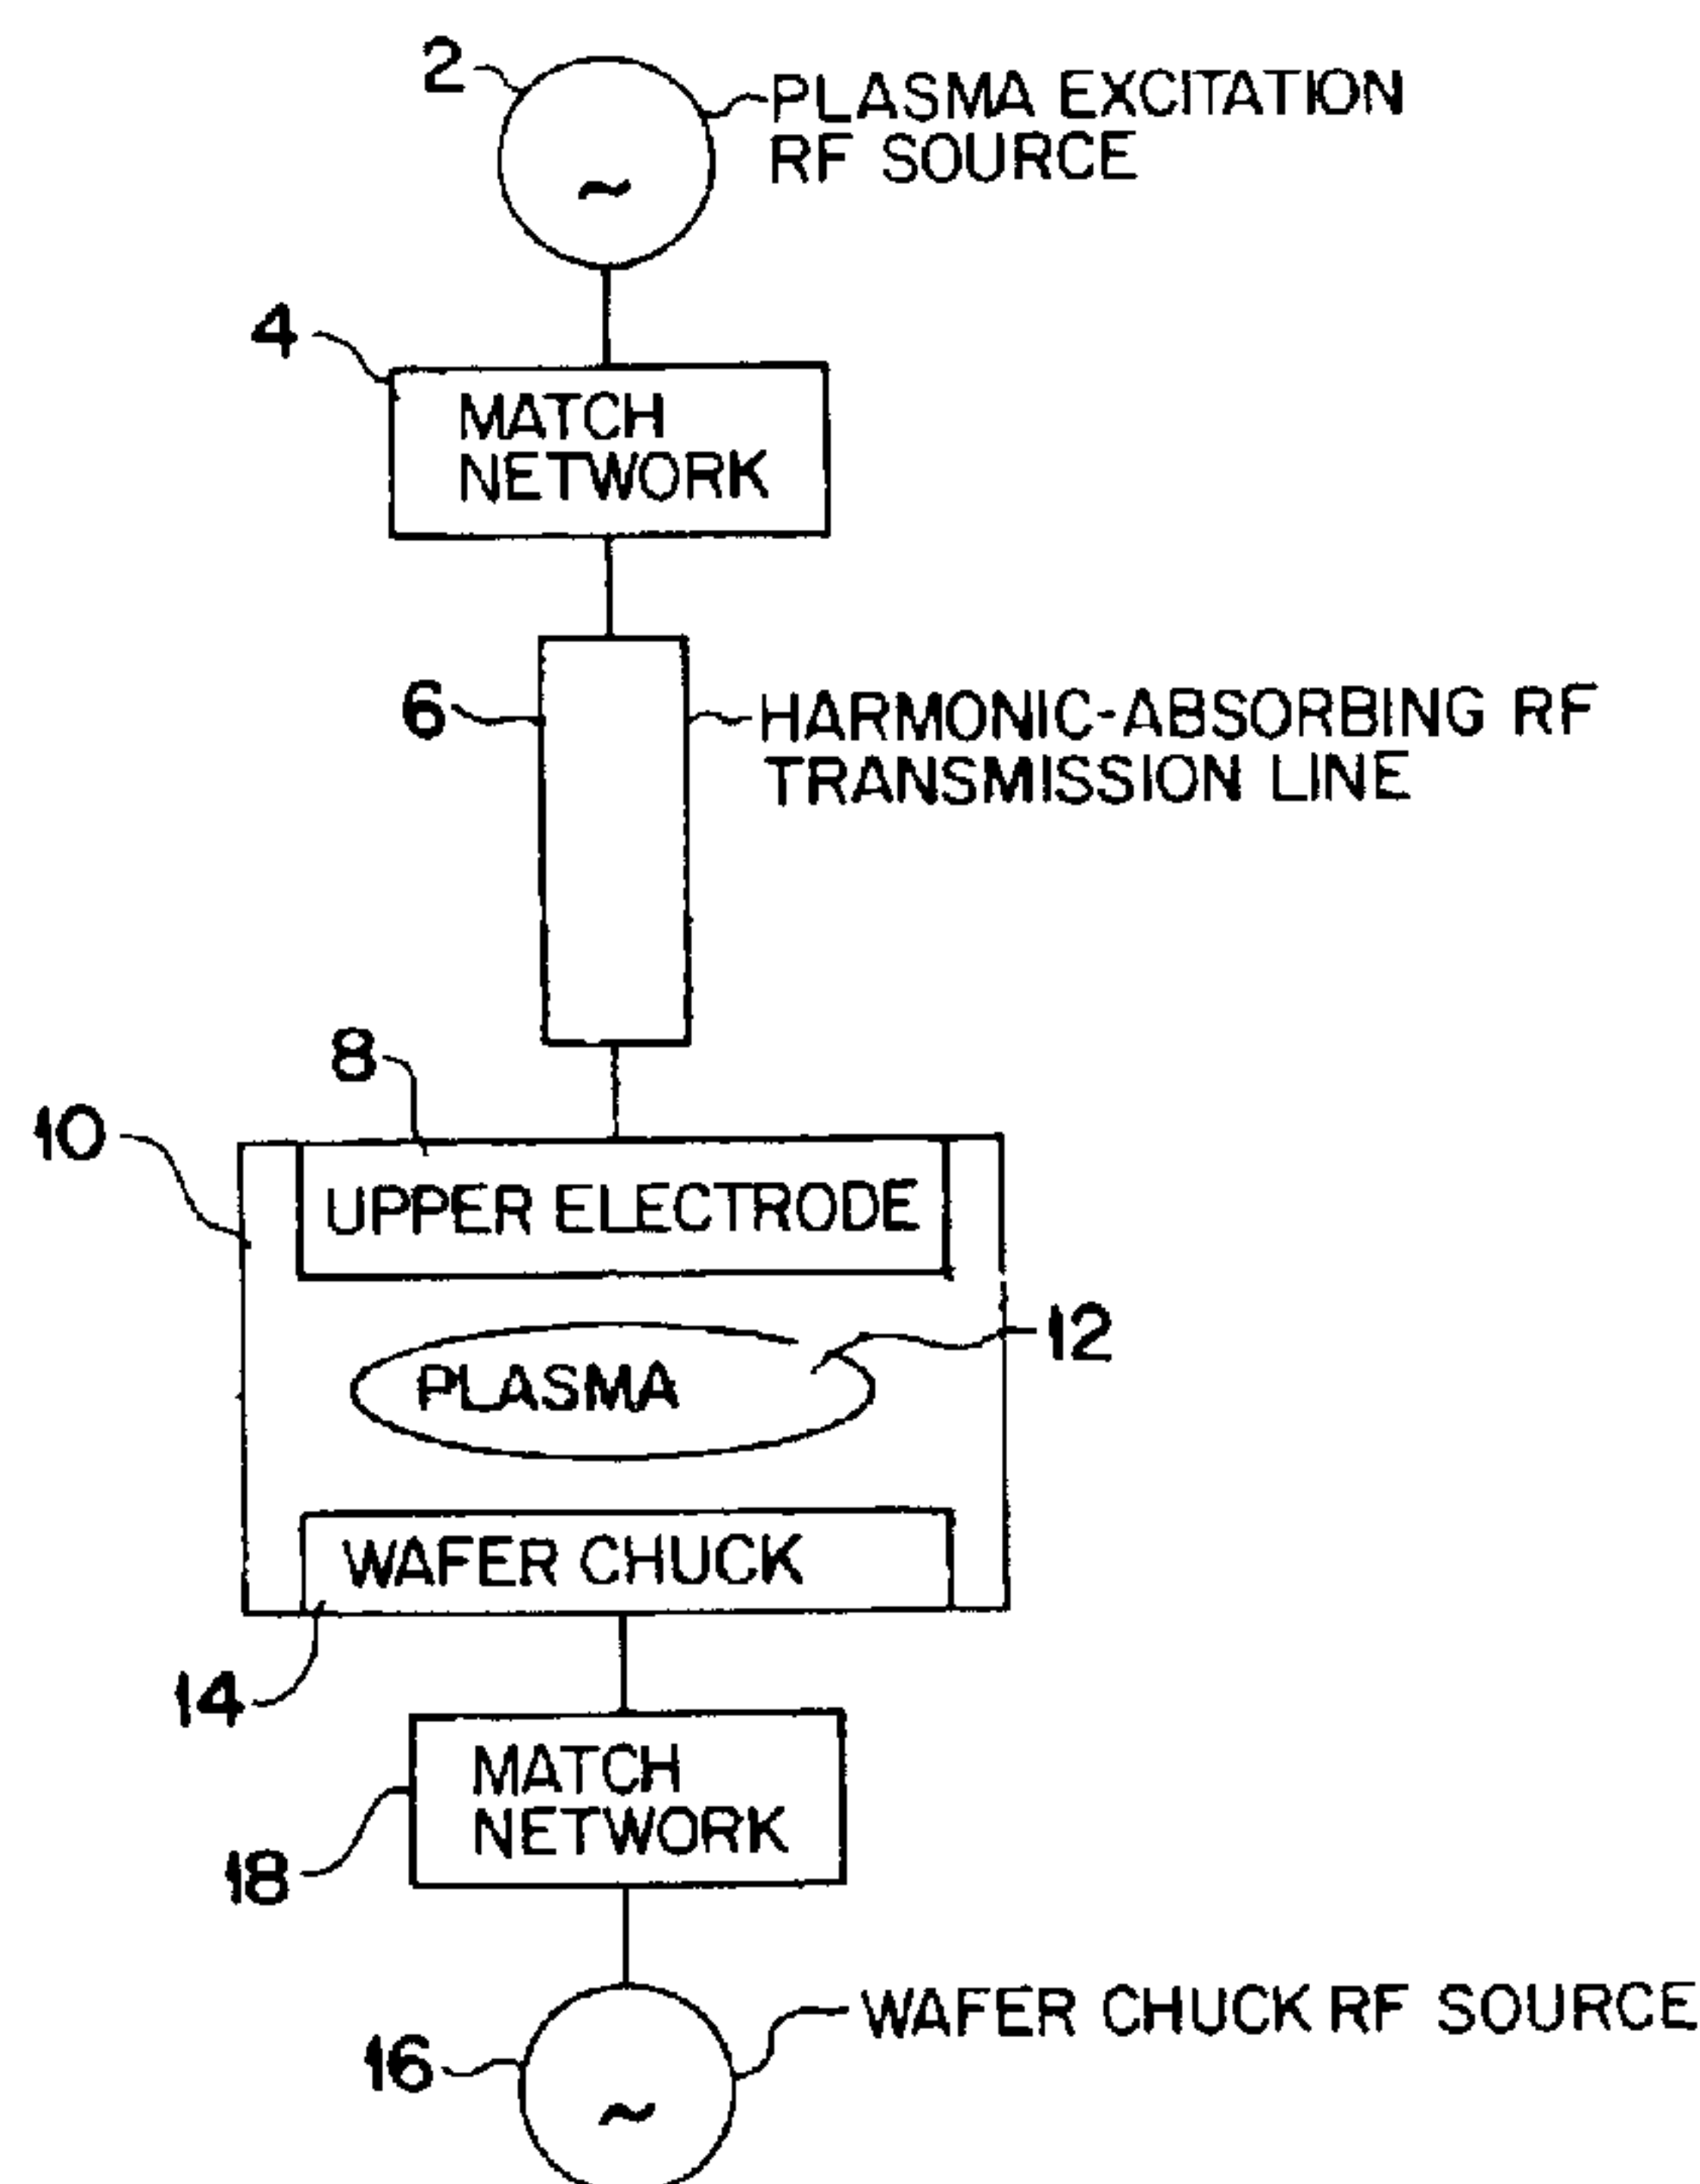 2
PLASMA EXCITATION
RF SOURCE
~
4
MATCH
NETWORK
6
HARMONIC-ABSORBING RF
TRANSMISSION LINE
8
10
UPPER ELECTRODE
12
PLASMA
WAFER CHUCK
14
MATCH
NETWORK
18
WAFER CHUCK RF SOURCE
16
~